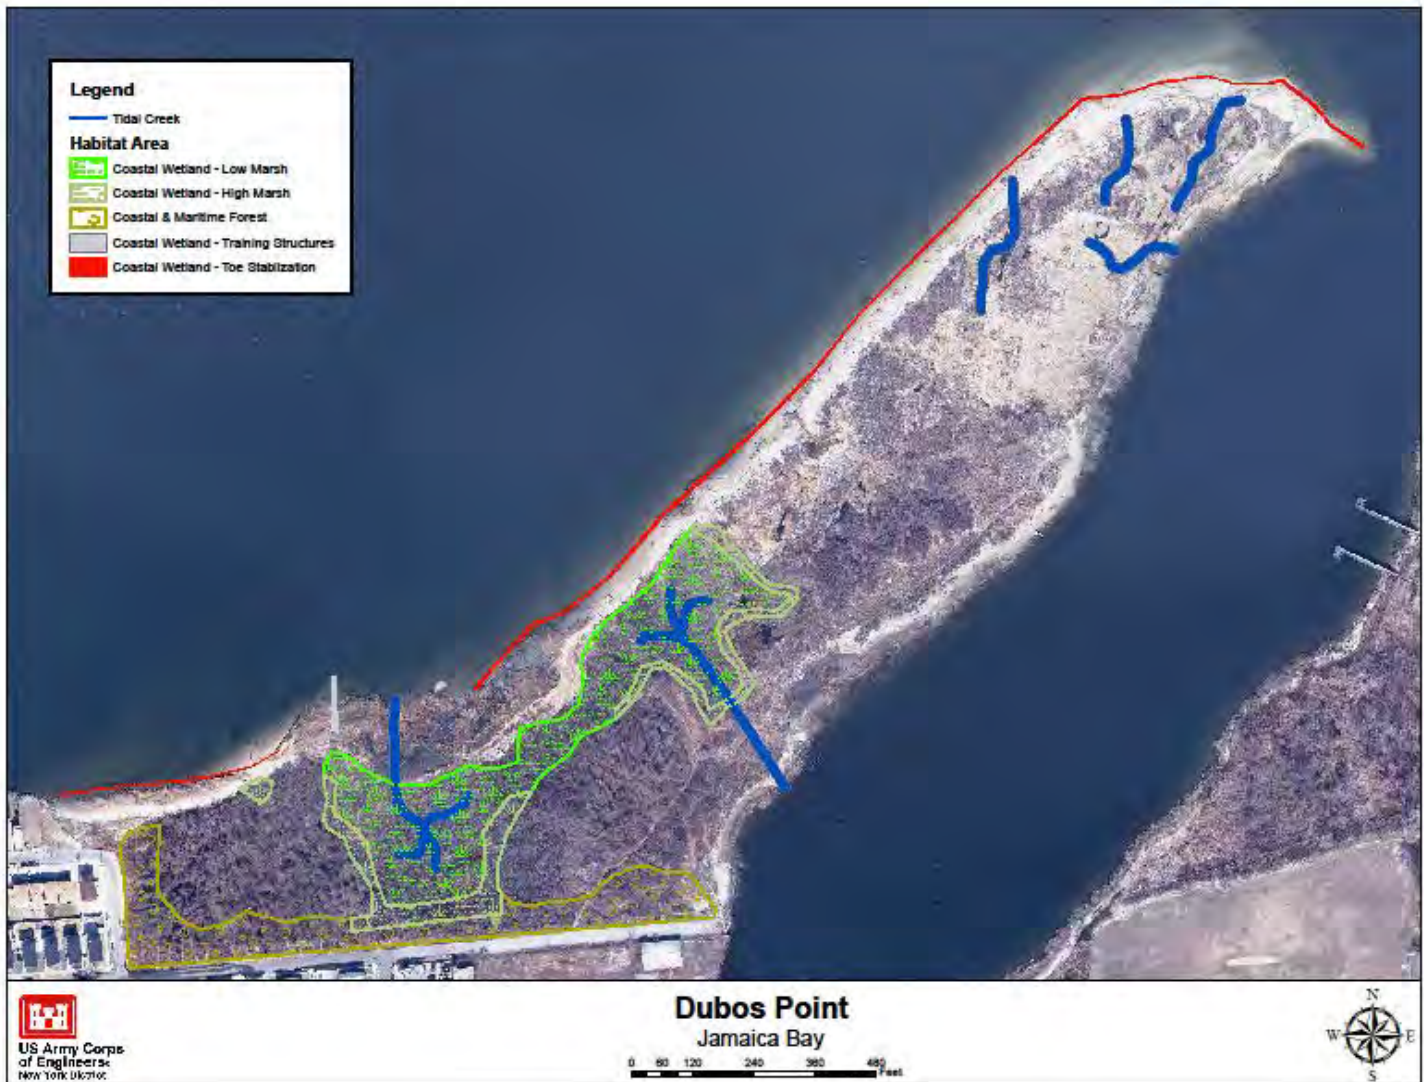 Legend
Tidal Creek
Habitat Area
Coastal Wetland - Low Marsh
Coastal Wetland - High Marsh
Coastal & Maritime Forest
Coastal Wetland - Training Structures
Coastal Wetland - Toe Stablization
US Army Corps
of Engineers
New York District
Dubos Point
Jamaica Bay
0 60 120 240 360 480
Feet
N
W E
S